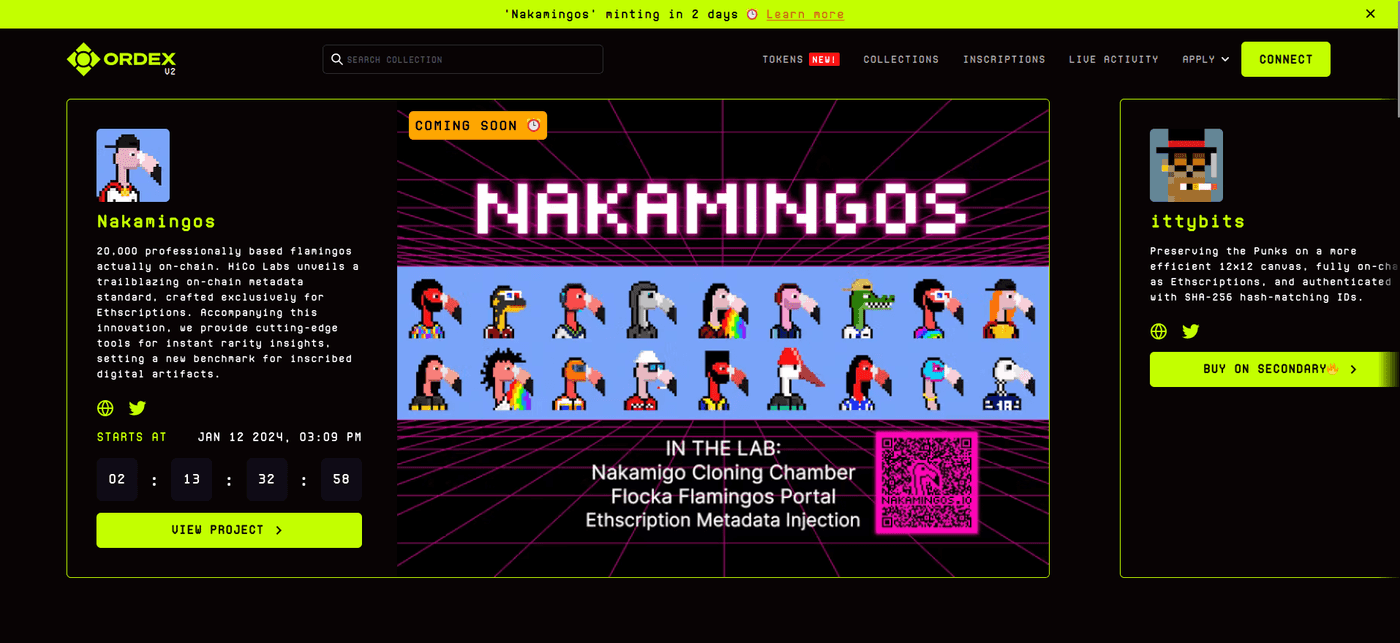 'Nakamingos' minting in 2 days ⏰ Learn more
ORDEX
V2
SEARCH COLLECTION
TOKENS NEW! COLLECTIONS INSCRIPTIONS LIVE ACTIVITY APPLY CONNECT
Nakamingos
20,000 professionally based flamingos
actually on-chain. HiCo Labs unveils a
trailblazing on-chain metadata
standard, crafted exclusively for
Ethscriptions. Accompanying this
innovation, we provide cutting-edge
tools for instant rarity insights,
setting a new benchmark for inscribed
digital artifacts.
STARTS AT JAN 12 2024, 03:09 PM
02 : 13 : 32 : 58
VIEW PROJECT
COMING SOON ⏰
NAKAMINGOS
IN THE LAB:
Nakamigo Cloning Chamber
Flocka Flamingos Portal
Ethscription Metadata Injection
NAKAMINGOS.IO
ittybits
Preserving the Punks on a more
efficient 12x12 canvas, fully on-cha
as Ethscriptions, and authenticated
with SHA-256 hash-matching IDs.
BUY ON SECONDARY🔥